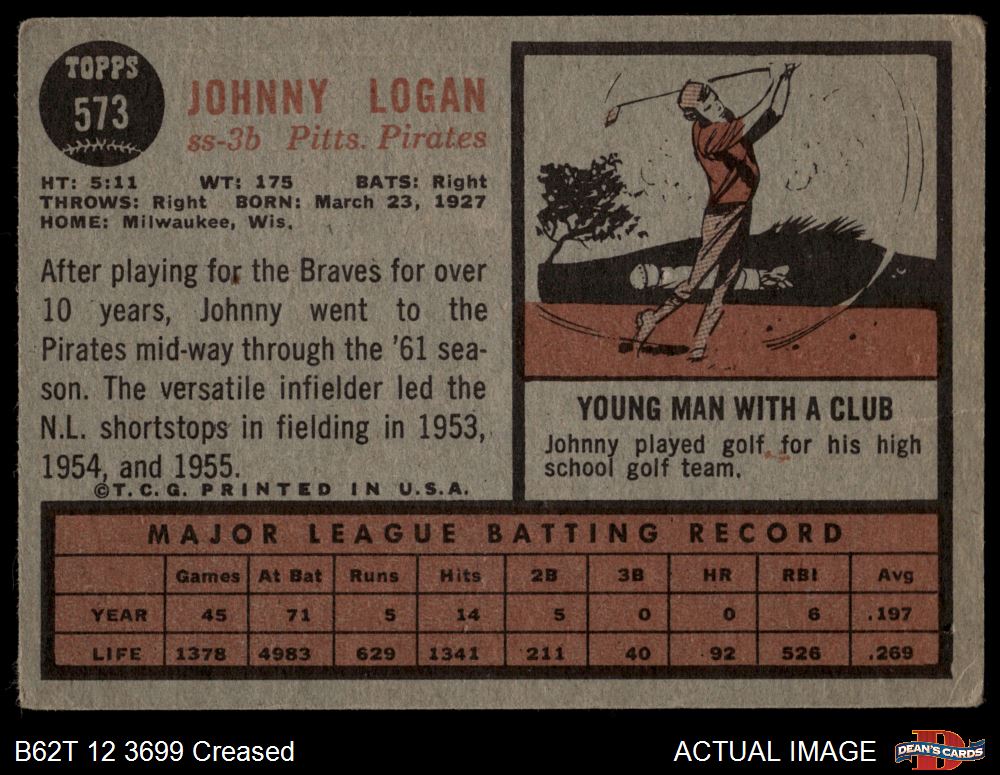 TOPPS
573
JOHNNY LOGAN
ss-3b Pitts. Pirates
HT: 5:11 WT: 175 BATS: Right
THROWS: Right BORN: March 23, 1927
HOME: Milwaukee, Wis.
After playing for the Braves for over
10 years, Johnny went to the
Pirates mid-way through the '61 sea-
son. The versatile infielder led the
N.L. shortstops in fielding in 1953,
1954, and 1955.
©T.C.G. PRINTED IN U.S.A.
YOUNG MAN WITH A CLUB
Johnny played golf for his high
school golf team.
MAJOR LEAGUE BATTING RECORD
Games At Bat Runs Hits 2B 3B HR RBI Avg
YEAR 45 71 5 14 5 0 0 6 .197
LIFE 1378 4983 629 1341 211 40 92 526 .269
B62T 12 3699 Creased
ACTUAL IMAGE
DEAN'S CARDS